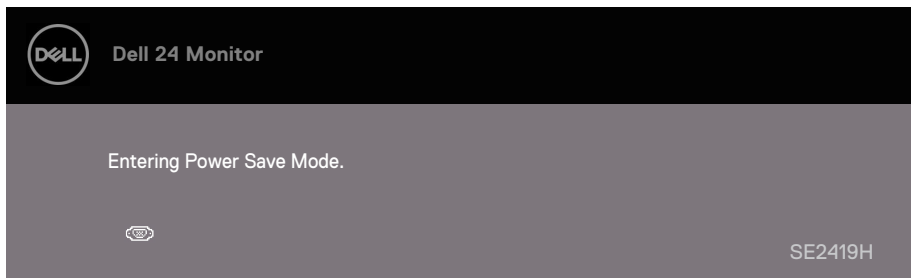 DELL
Dell 24 Monitor
Entering Power Save Mode.
SE2419H